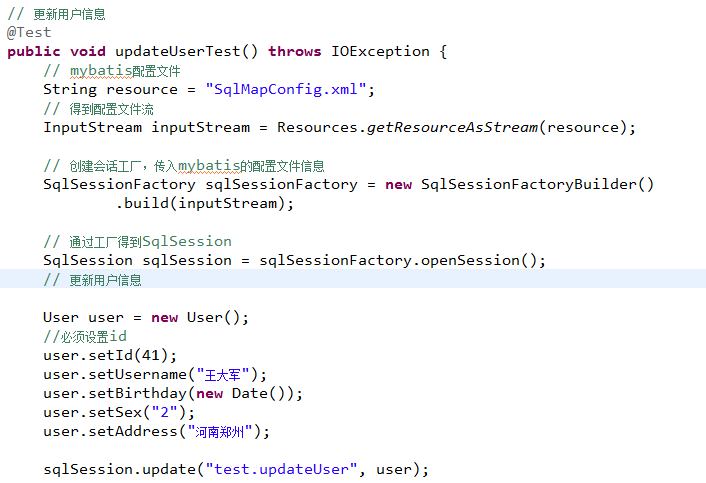 // 更新用户信息
@Test
public void updateUserTest() throws IOException {
// mybatis配置文件
String resource = "SqlMapConfig.xml";
// 得到配置文件流
InputStream inputStream = Resources.getResourceAsStream(resource);
// 创建会话工厂，传入mybatis的配置文件信息
SqlSessionFactory sqlSessionFactory = new SqlSessionFactoryBuilder()
.build(inputStream);
// 通过工厂得到SqlSession
SqlSession sqlSession = sqlSessionFactory.openSession();
// 更新用户信息
User user = new User();
//必须设置id
user.setId(41);
user.setUsername("王大军");
user.setBirthday(new Date());
user.setSex("2");
user.setAddress("河南郑州");
sqlSession.update("test.updateUser", user);